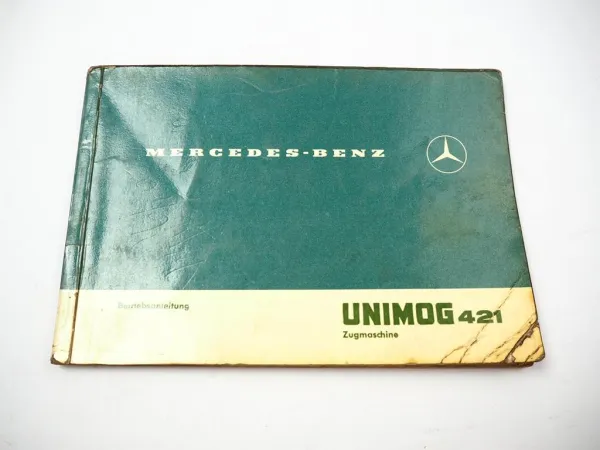 MERCEDES-BENZ
Betriebsanleitung
UNIMOG 421
Zugmaschine